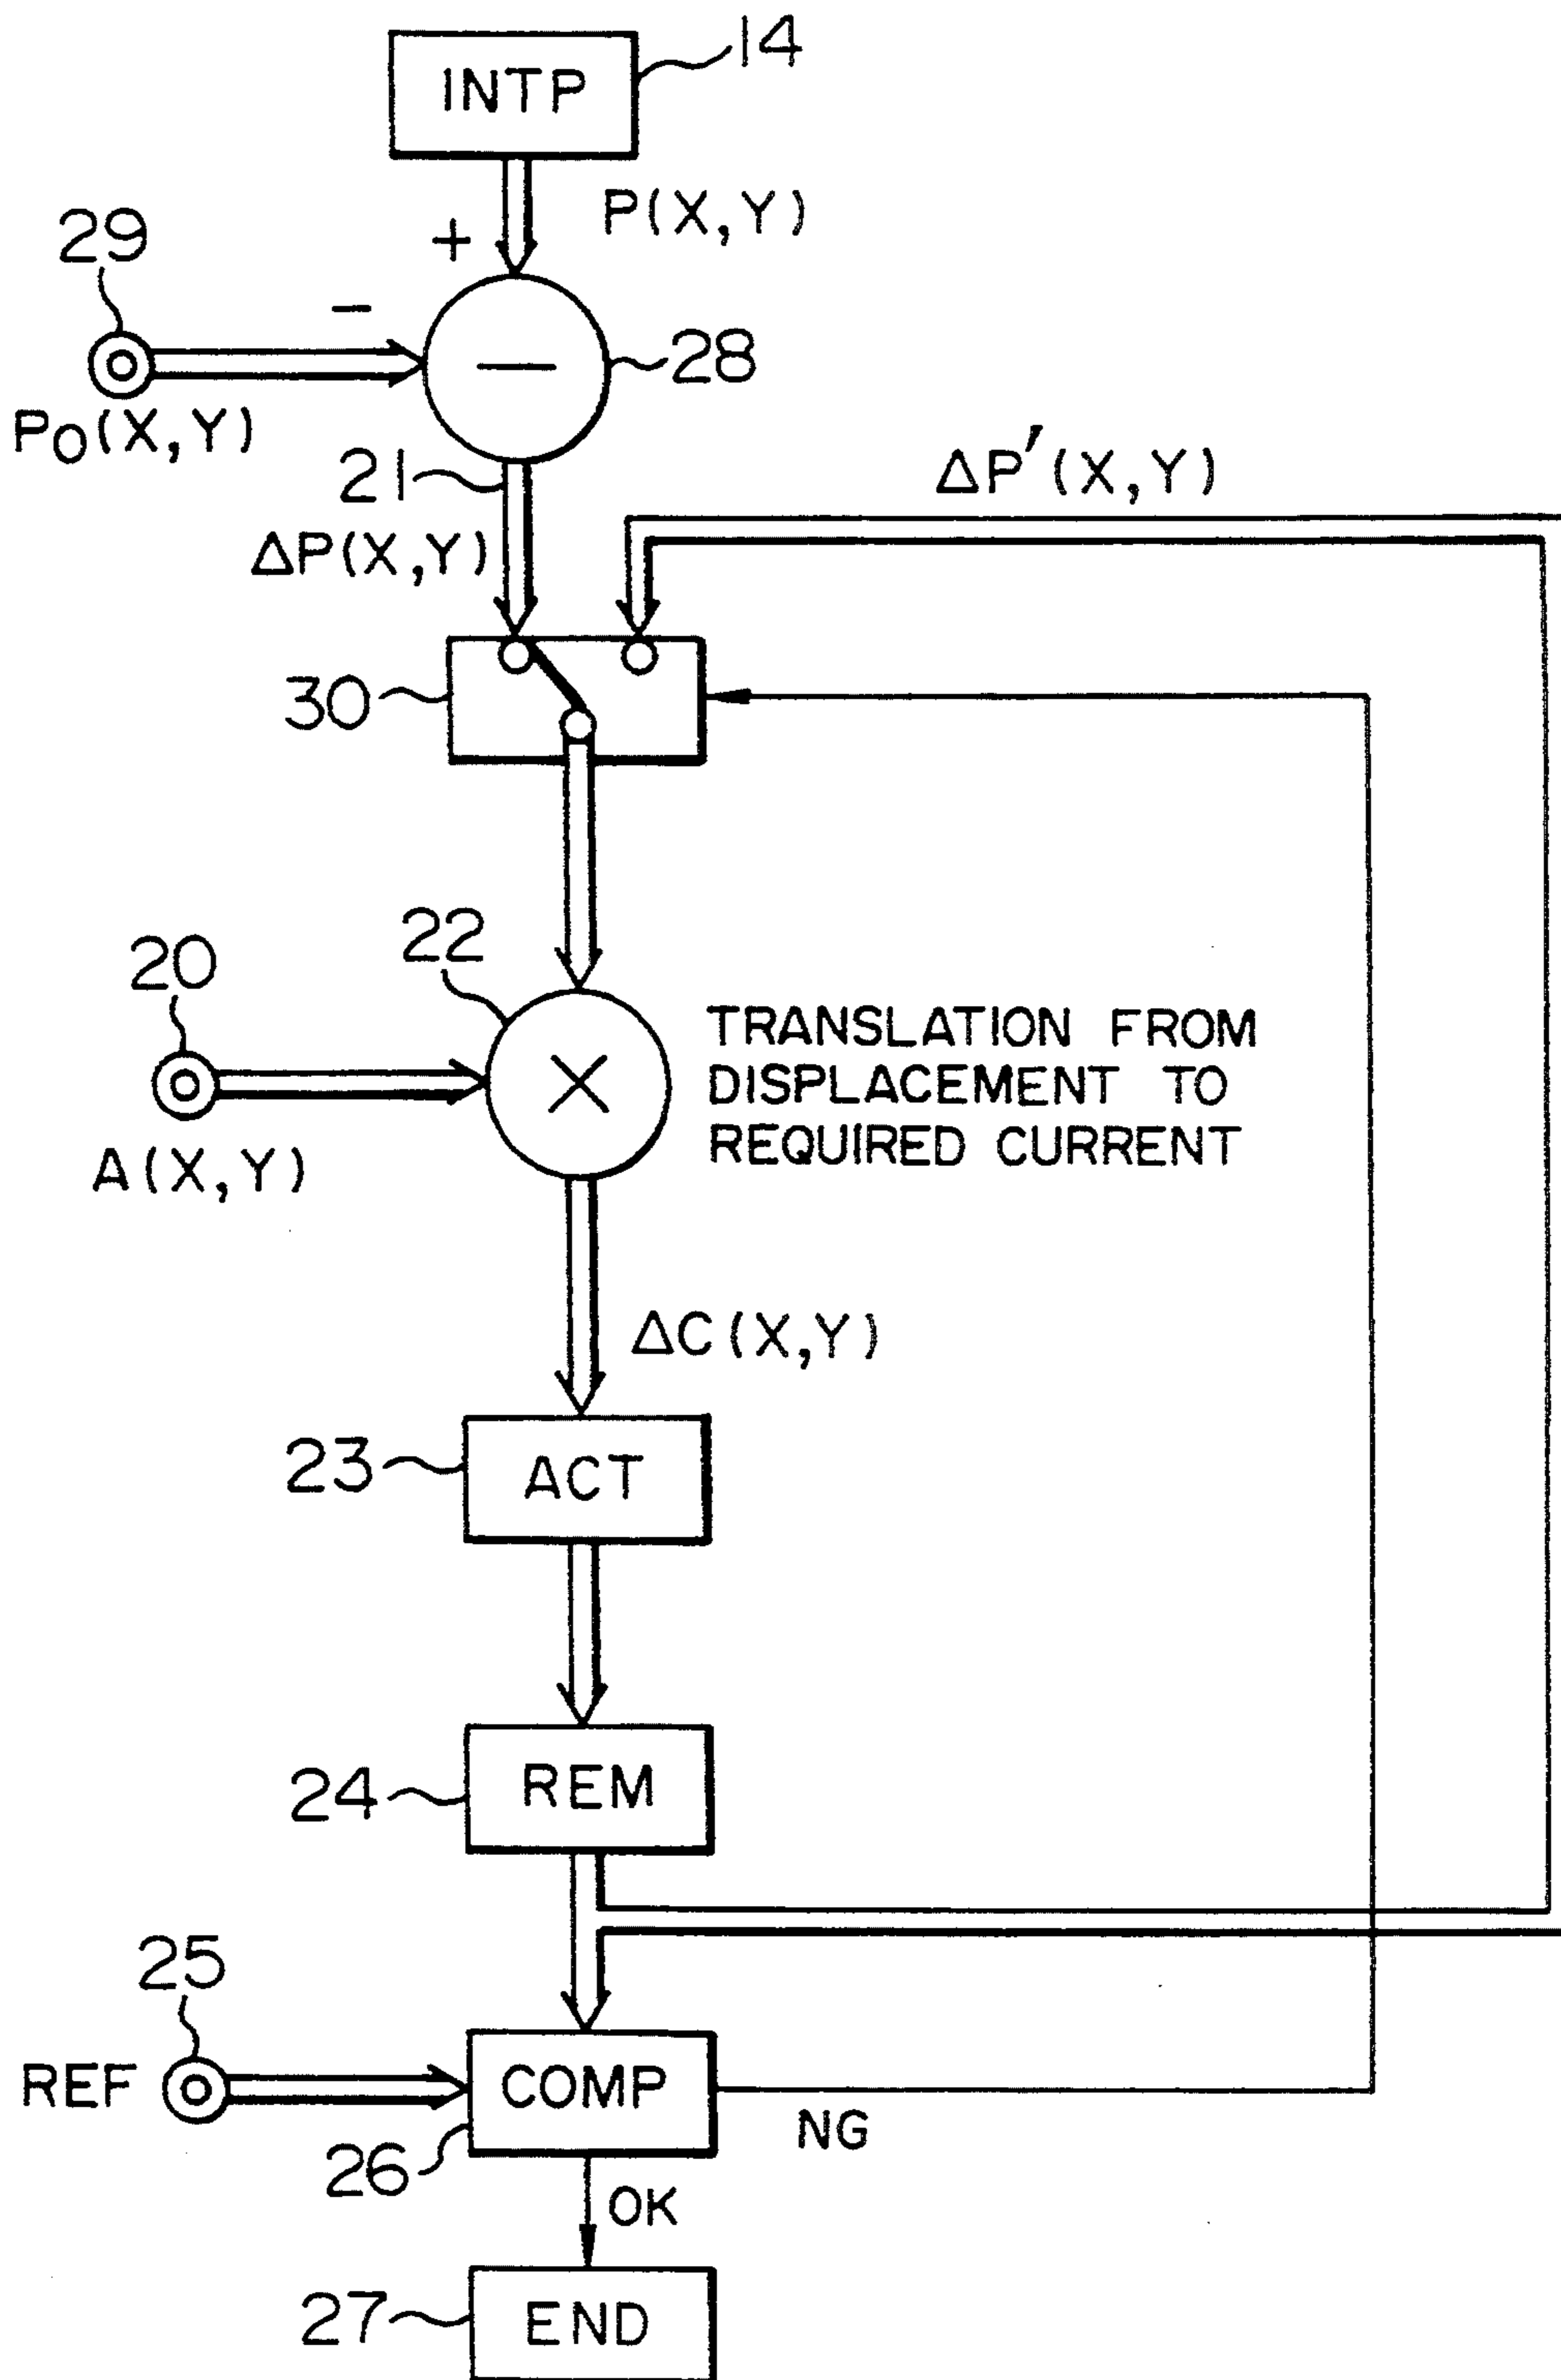 14
INTP
P(X,Y)
+
29
−
28
P0(X,Y)
21
ΔP'(X,Y)
ΔP(X,Y)
30
22
20
TRANSLATION FROM
DISPLACEMENT TO
REQUIRED CURRENT
A(X,Y)
ΔC(X,Y)
23
ACT
24
REM
25
REF
COMP
NG
26
OK
27
END